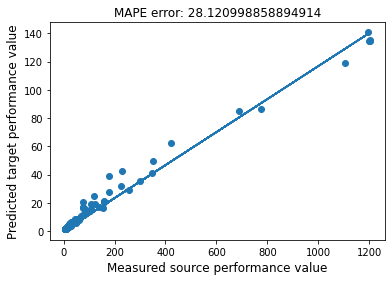 MAPE error: 28.120998858894914
Predicted target performance value
140
120
100
80
60
40
20
0
0 200 400 600 800 1000 1200
Measured source performance value